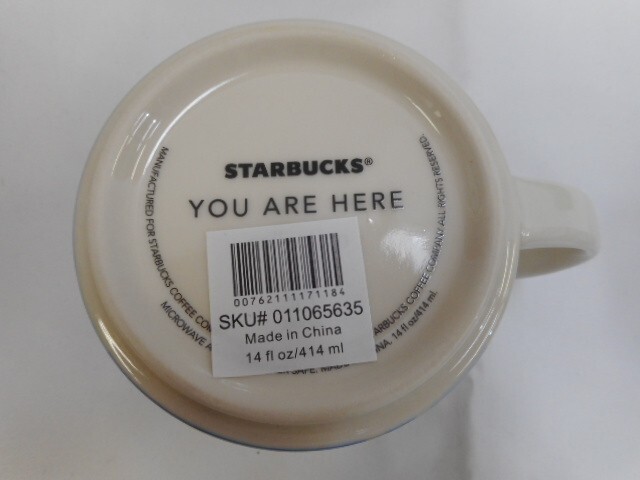 STARBUCKS®
YOU ARE HERE
00762111171184
SKU# 011065635
Made in China
14 fl oz/414 ml
MANUFACTURED FOR STARBUCKS COFFEE
MICROWAVE
SAFE.
STARBUCKS COFFEE COMPANY. ALL RIGHTS RESERVED.
14 fl oz/414 ml.